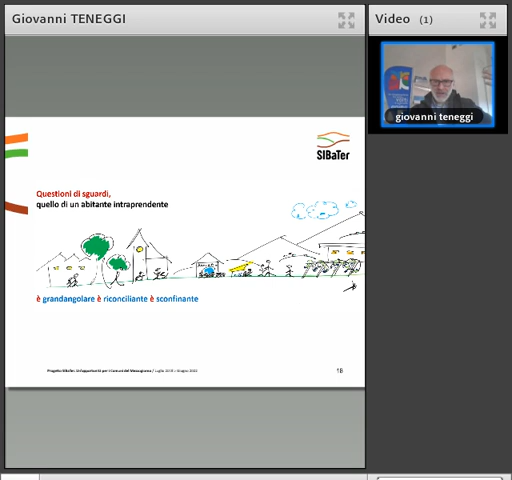 Giovanni TENEGGI
Video (1)
giovanni teneggi
SIBaTer
Questioni di sguardi,
quello di un abitante intraprendente
è grandangolare è riconciliante è sconfinante
18